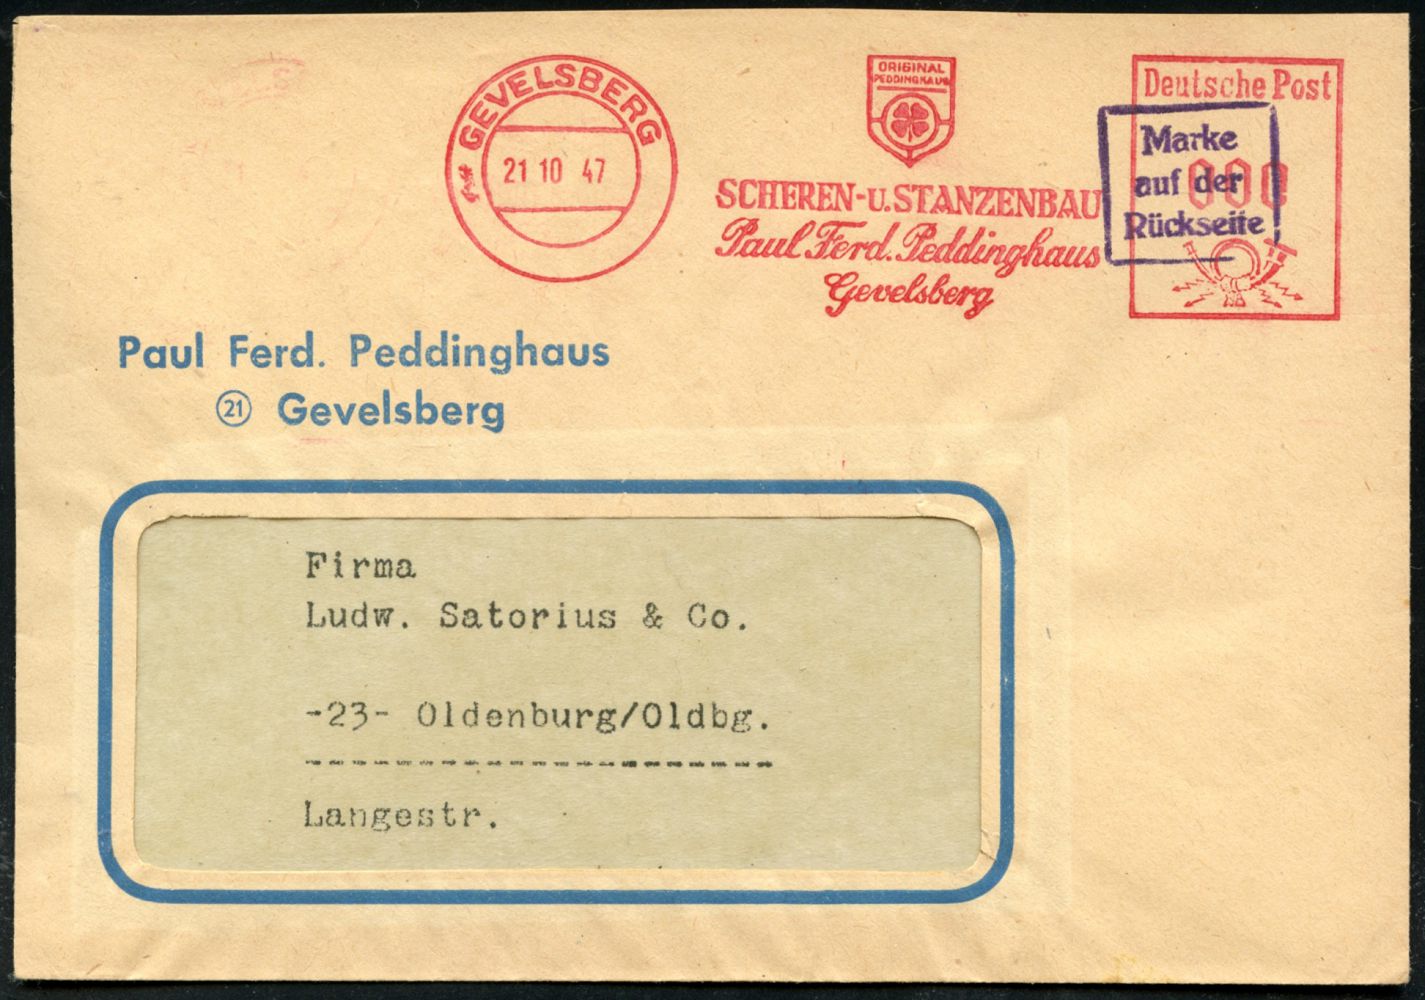 GEVELSBERG
21 10 47
ORIGINAL
PEDDINGHAUS
SCHEREN-U.STANZENBAU
Paul Ferd. Peddinghaus
Gevelsberg
Deutsche Post
000
Marke
auf der
Rückseite
Paul Ferd. Peddinghaus
21 Gevelsberg
Firma
Ludw. Satorius & Co.
-23- Oldenburg/Oldbg.
Langestr.